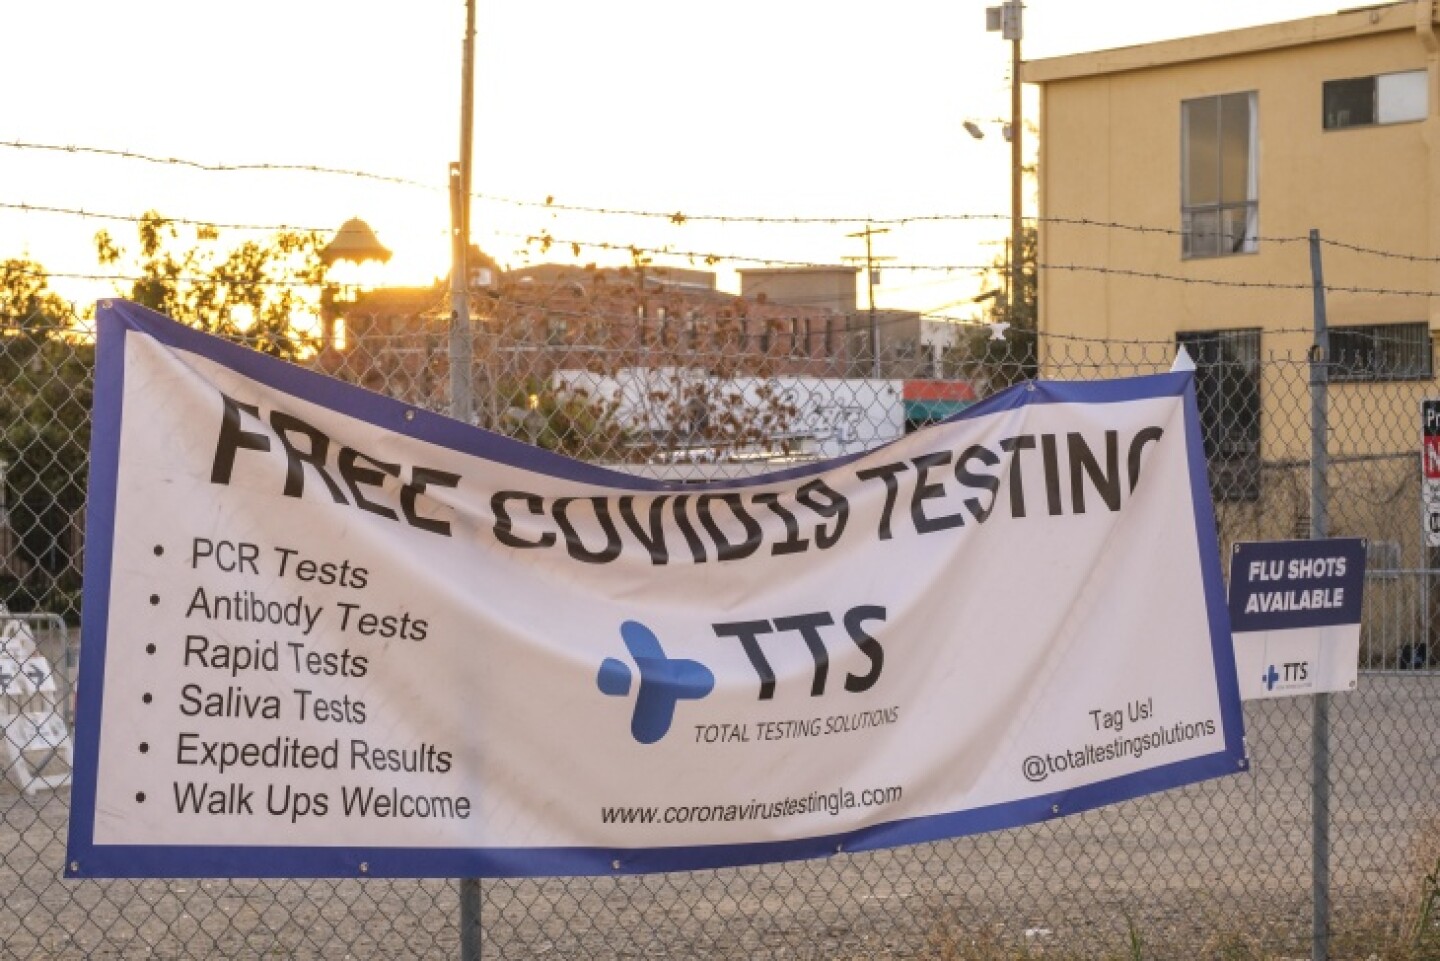 FREE COVID19 TESTING
• PCR Tests
• Antibody Tests
• Rapid Tests
• Saliva Tests
• Expedited Results
• Walk Ups Welcome
TTS
TOTAL TESTING SOLUTIONS
www.coronavirustestingla.com
Tag Us!
@totaltestingsolutions
FLU SHOTS
AVAILABLE
TTS